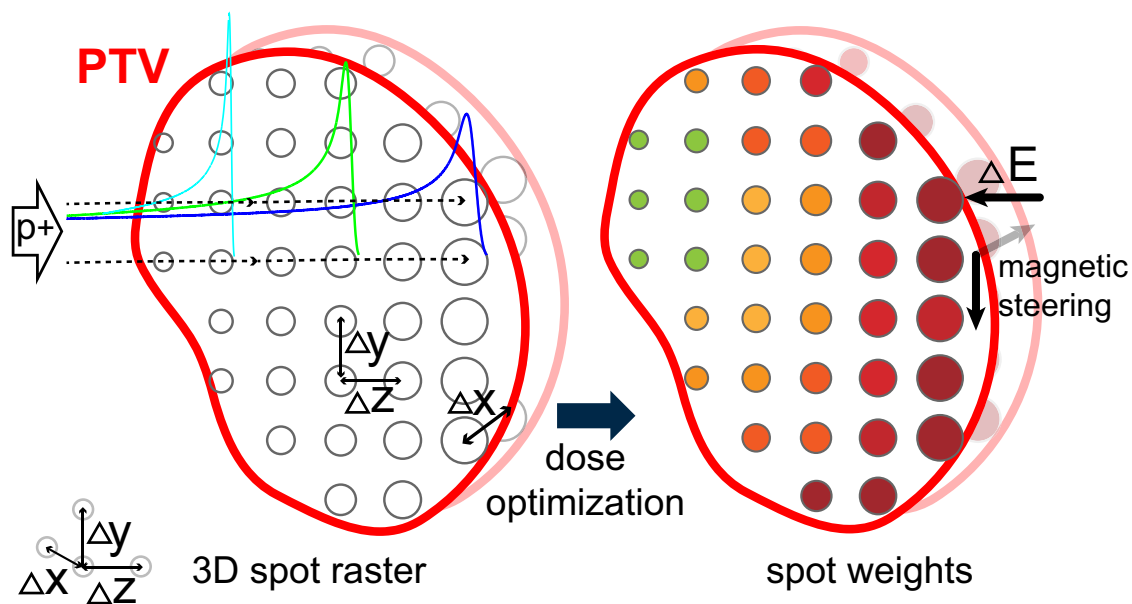 PTV
p+
△y
△z
△x
△y
△x
△z
3D spot raster
dose
optimization
△E
magnetic
steering
spot weights